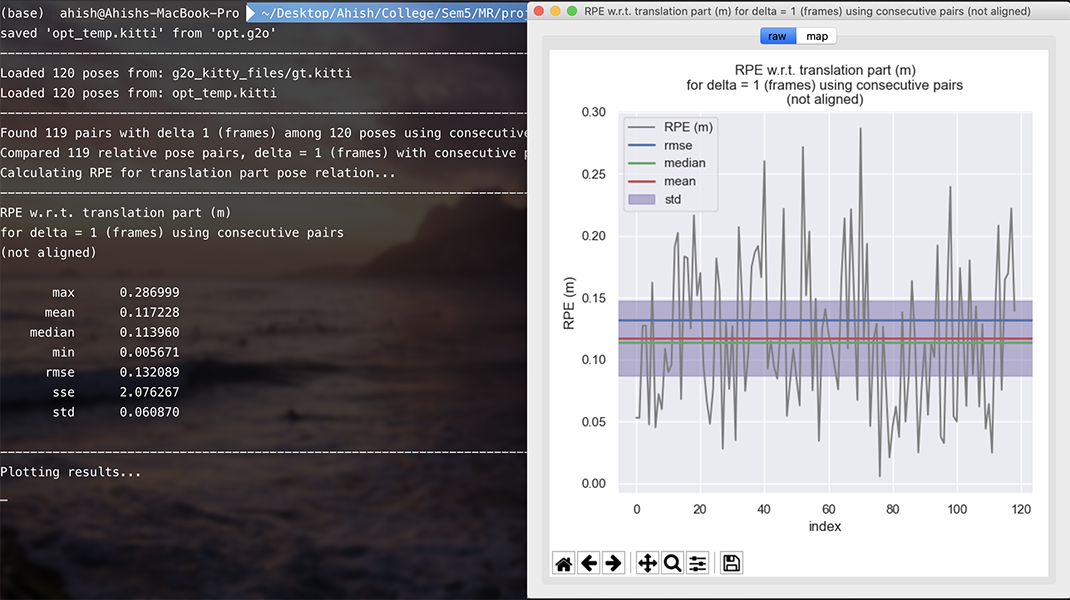 (base) ahish@Ahishs-MacBook-Pro ~/Desktop/Ahish/College/Sem5/MR/proj
saved 'opt_temp.kitti' from 'opt.g2o'
Loaded 120 poses from: g2o_kitty_files/gt.kitti
Loaded 120 poses from: opt_temp.kitti
Found 119 pairs with delta 1 (frames) among 120 poses using consecutive
Compared 119 relative pose pairs, delta = 1 (frames) with consecutive p
Calculating RPE for translation part pose relation...
RPE w.r.t. translation part (m)
for delta = 1 (frames) using consecutive pairs
(not aligned)
max 0.286999
mean 0.117228
median 0.113960
min 0.005671
rmse 0.132089
sse 2.076267
std 0.060870
Plotting results...
RPE w.r.t. translation part (m) for delta = 1 (frames) using consecutive pairs (not aligned)
raw map
RPE w.r.t. translation part (m)
for delta = 1 (frames) using consecutive pairs
(not aligned)
RPE (m)
rmse
median
mean
std
0.30
0.25
0.20
0.15
0.10
0.05
0.00
RPE (m)
0 20 40 60 80 100 120
index